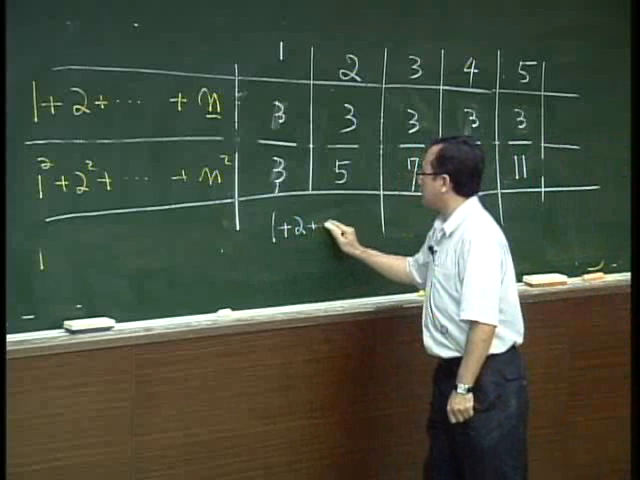 1 2 3 4 5
1+2+⋯ +n 3 3 3 3 3
1²+2²+ ⋯ +n² 3 5 7 11
1+2+
1